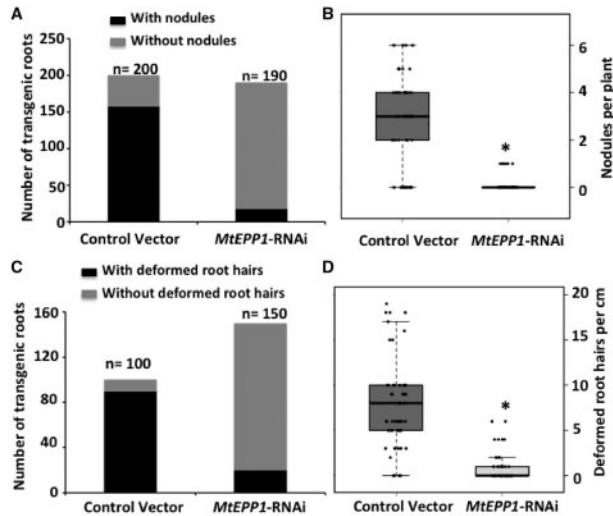 A
With nodules
Without nodules
Number of transgenic roots
250
200
150
100
50
0
n= 200
n= 190
Control Vector
MtEPP1-RNAi
B
Nodules per plant
6
4
2
0
*
Control Vector
MtEPP1-RNAi
C
With deformed root hairs
Without deformed root hairs
Number of transgenic roots
160
120
80
40
0
n= 100
n= 150
Control Vector
MtEPP1-RNAi
D
Deformed root hairs per cm
20
15
10
5
0
*
Control Vector
MtEPP1-RNAi